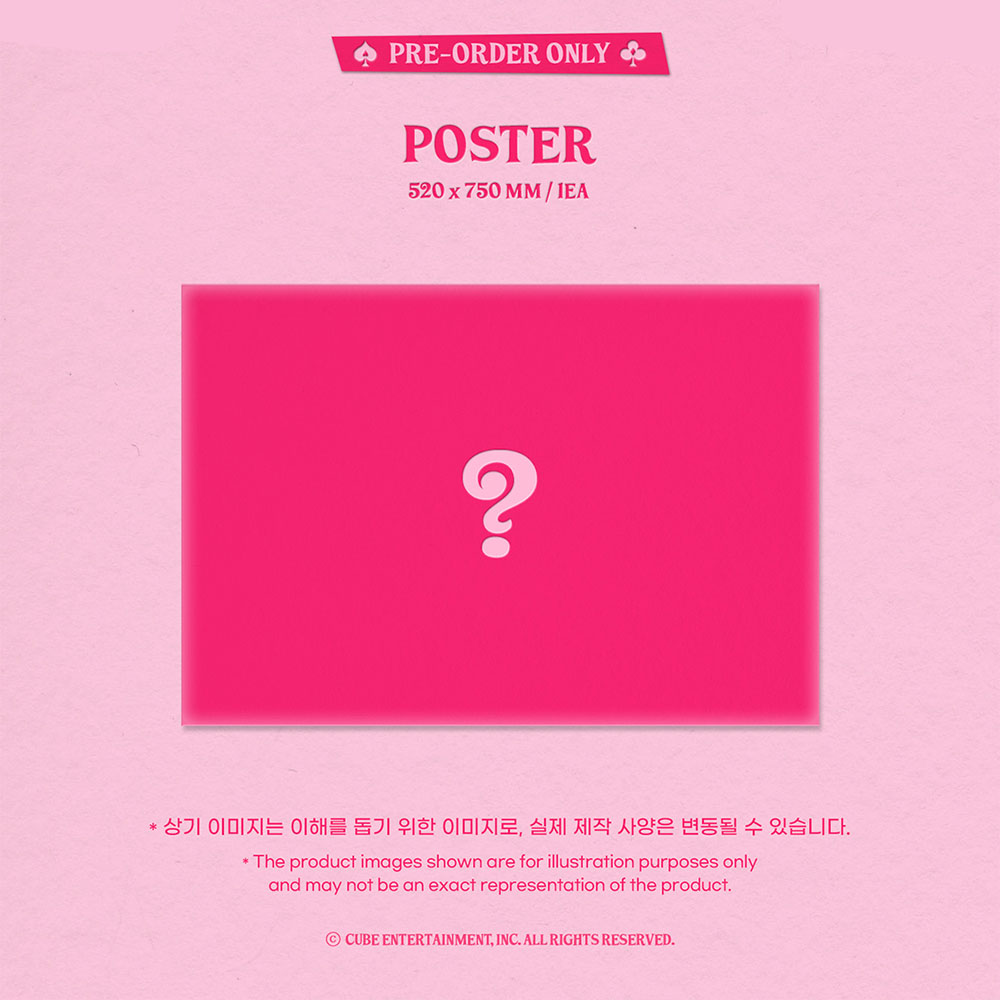 PRE-ORDER ONLY
POSTER
520 x 750 MM / 1EA
?
* 상기 이미지는 이해를 돕기 위한 이미지로, 실제 제작 사양은 변동될 수 있습니다.
* The product images shown are for illustration purposes only
and may not be an exact representation of the product.
© CUBE ENTERTAINMENT, INC. ALL RIGHTS RESERVED.